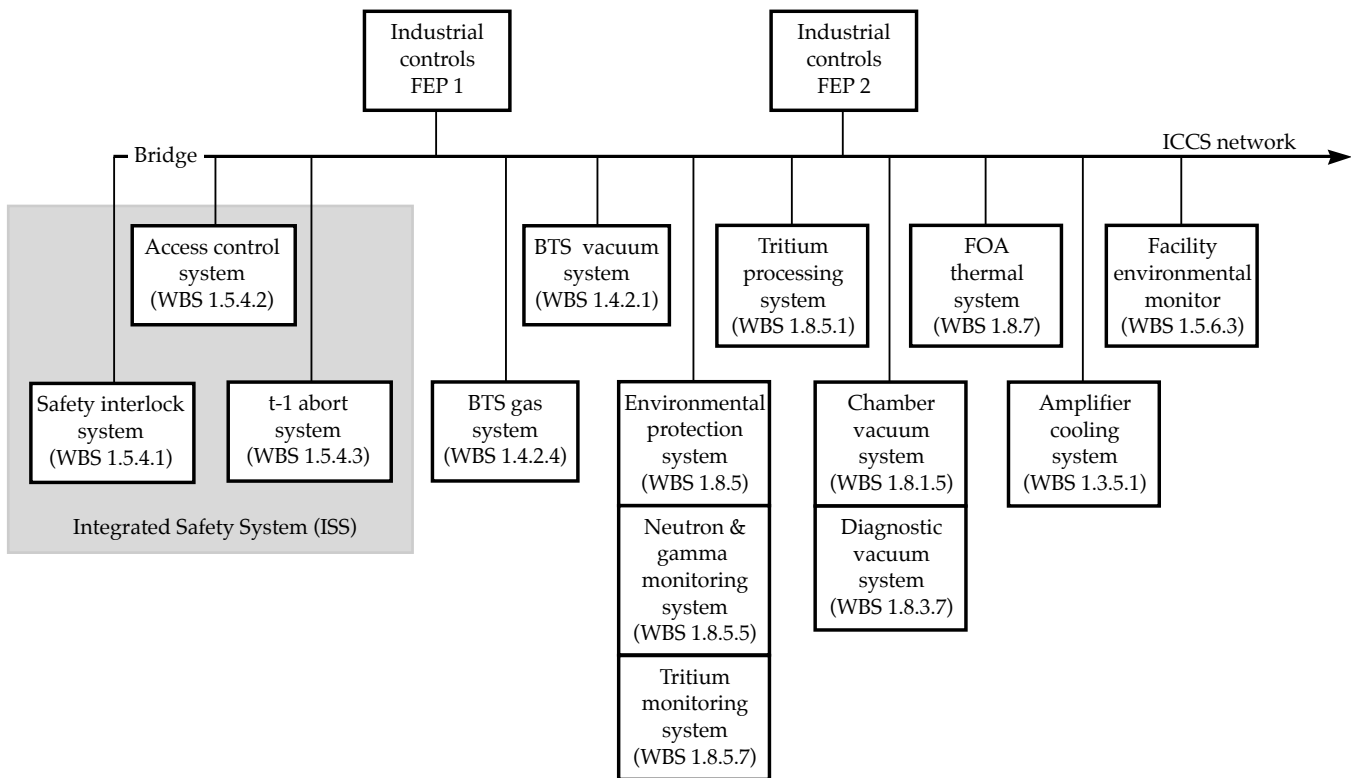 Industrial
controls
FEP 1
Industrial
controls
FEP 2
ICCS network
Bridge
Access control
system
(WBS 1.5.4.2)
BTS vacuum
system
(WBS 1.4.2.1)
Tritium
processing
system
(WBS 1.8.5.1)
FOA
thermal
system
(WBS 1.8.7)
Facility
environmental
monitor
(WBS 1.5.6.3)
Safety interlock
system
(WBS 1.5.4.1)
t-1 abort
system
(WBS 1.5.4.3)
BTS gas
system
(WBS 1.4.2.4)
Environmental
protection
system
(WBS 1.8.5)
Chamber
vacuum
system
(WBS 1.8.1.5)
Amplifier
cooling
system
(WBS 1.3.5.1)
Integrated Safety System (ISS)
Neutron &
gamma
monitoring
system
(WBS 1.8.5.5)
Diagnostic
vacuum
system
(WBS 1.8.3.7)
Tritium
monitoring
system
(WBS 1.8.5.7)